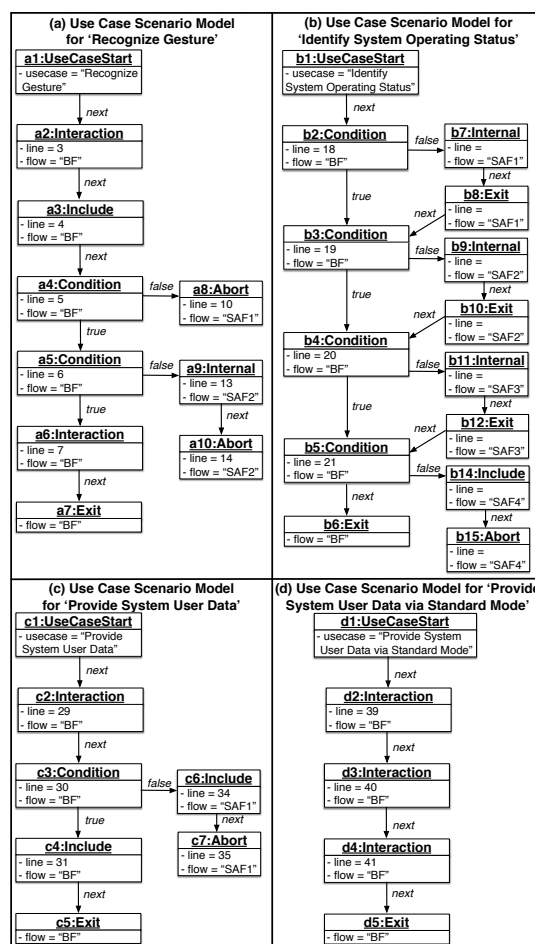 (a) Use Case Scenario Model
for 'Recognize Gesture'
a1:UseCaseStart
- usecase = "Recognize
Gesture"
next
a2:Interaction
- line = 3
- flow = "BF"
next
a3:Include
- line = 4
- flow = "BF"
next
a4:Condition
- line = 5
- flow = "BF"
false
a8:Abort
- line = 10
- flow = "SAF1"
true
a5:Condition
- line = 6
- flow = "BF"
false
a9:Internal
- line = 13
- flow = "SAF2"
true
next
a6:Interaction
- line = 7
- flow = "BF"
a10:Abort
- line = 14
- flow = "SAF2"
next
a7:Exit
- flow = "BF"
(b) Use Case Scenario Model for
'Identify System Operating Status'
b1:UseCaseStart
- usecase = "Identify
System Operating Status"
next
b2:Condition
- line = 18
- flow = "BF"
false
b7:Internal
- line =
- flow = "SAF1"
next
true
b8:Exit
- line =
- flow = "SAF1"
next
b3:Condition
- line = 19
- flow = "BF"
false
b9:Internal
- line =
- flow = "SAF2"
next
true
b10:Exit
- line =
- flow = "SAF2"
next
b4:Condition
- line = 20
- flow = "BF"
false
b11:Internal
- line =
- flow = "SAF3"
next
true
b12:Exit
- line =
- flow = "SAF3"
next
b5:Condition
- line = 21
- flow = "BF"
false
b14:Include
- line =
- flow = "SAF4"
next
next
b6:Exit
- flow = "BF"
b15:Abort
- line =
- flow = "SAF4"
(c) Use Case Scenario Model
for 'Provide System User Data'
c1:UseCaseStart
- usecase = "Provide
System User Data"
next
c2:Interaction
- line = 29
- flow = "BF"
next
c3:Condition
- line = 30
- flow = "BF"
false
c6:Include
- line = 34
- flow = "SAF1"
true
next
c4:Include
- line = 31
- flow = "BF"
c7:Abort
- line = 35
- flow = "SAF1"
next
c5:Exit
- flow = "BF"
(d) Use Case Scenario Model for 'Provide
System User Data via Standard Mode'
d1:UseCaseStart
- usecase = "Provide System
User Data via Standard Mode"
next
d2:Interaction
- line = 39
- flow = "BF"
next
d3:Interaction
- line = 40
- flow = "BF"
next
d4:Interaction
- line = 41
- flow = "BF"
next
d5:Exit
- flow = "BF"